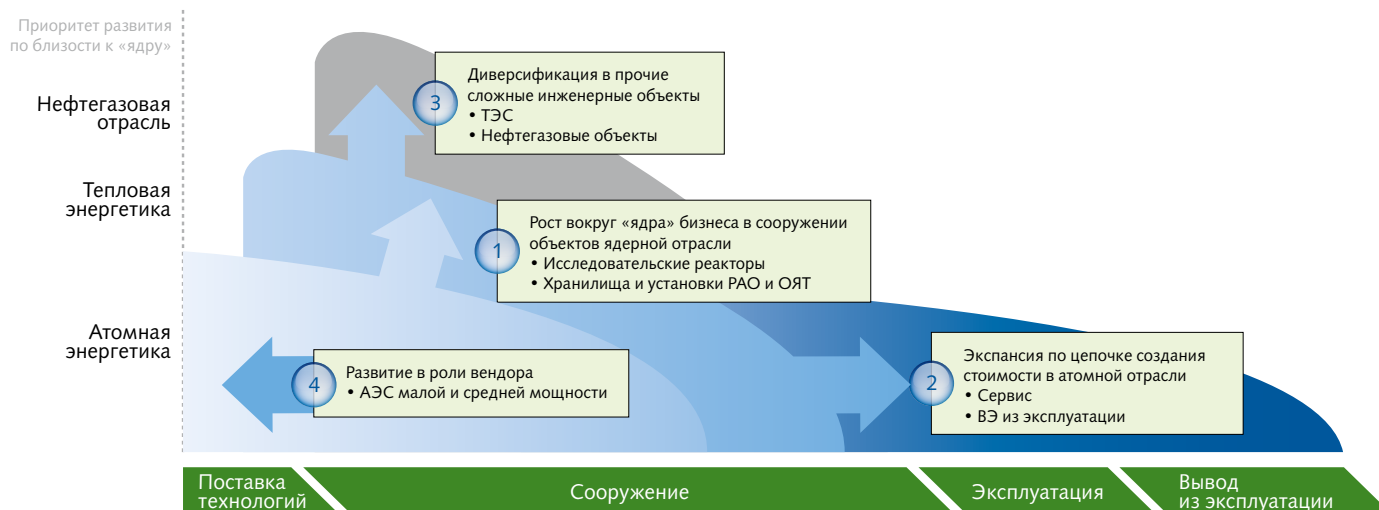 Приоритет развития
по близости к «ядру»
Нефтегазовая
отрасль
Тепловая
энергетика
Атомная
энергетика
3
Диверсификация в прочие
сложные инженерные объекты
• ТЭС
• Нефтегазовые объекты
1
Рост вокруг «ядра» бизнеса в сооружении
объектов ядерной отрасли
• Исследовательские реакторы
• Хранилища и установки РАО и ОЯТ
4
Развитие в роли вендора
• АЭС малой и средней мощности
2
Экспансия по цепочке создания
стоимости в атомной отрасли
• Сервис
• ВЭ из эксплуатации
Поставка
технологий
Сооружение
Эксплуатация
Вывод
из эксплуатации